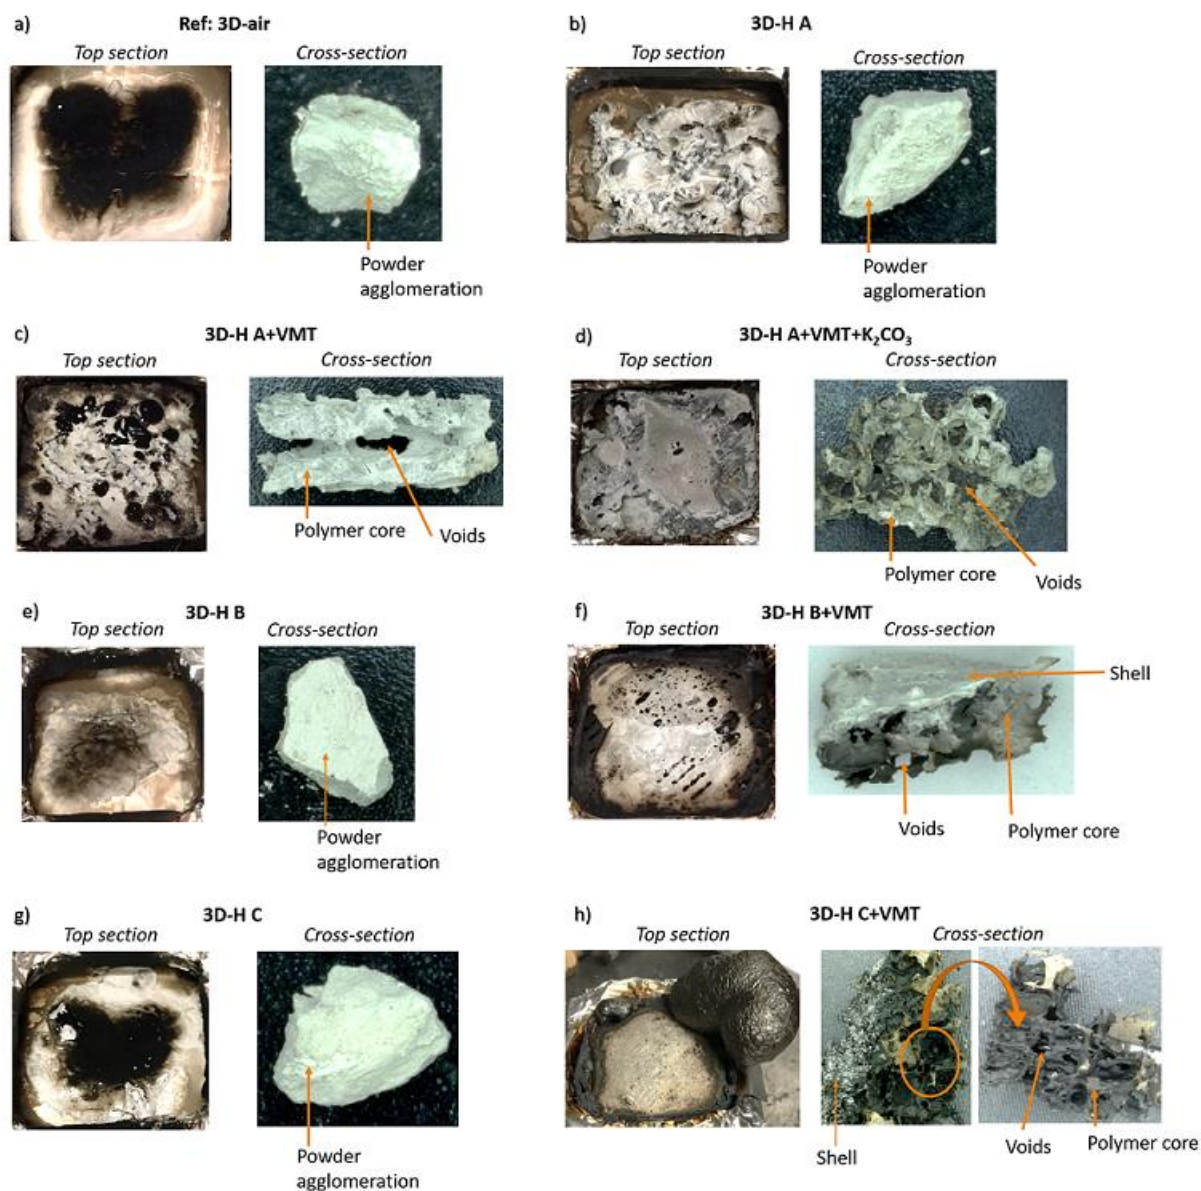 a)
Ref: 3D-air
Top section
Cross-section
Powder
agglomeration
b)
3D-H A
Top section
Cross-section
Powder
agglomeration
c)
3D-H A+VMT
Top section
Cross-section
Polymer core
Voids
d)
3D-H A+VMT+K₂CO₃
Top section
Cross-section
Polymer core
Voids
e)
3D-H B
Top section
Cross-section
Powder
agglomeration
f)
3D-H B+VMT
Top section
Cross-section
Shell
Voids
Polymer core
g)
3D-H C
Top section
Cross-section
Powder
agglomeration
h)
3D-H C+VMT
Top section
Cross-section
Shell
Voids
Polymer core